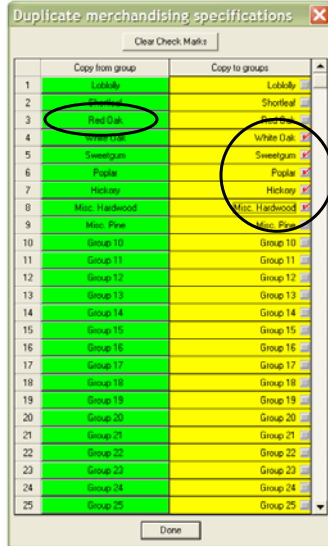 Duplicate merchandising specifications
Clear Check Marks
Copy from group Copy to groups
1 Loblolly Loblolly
2 Shortleaf Shortleaf
3 Red Oak Red Oak
4 White Oak White Oak
5 Sweetgum Sweetgum
6 Poplar Poplar
7 Hickory Hickory
8 Misc. Hardwood Misc. Hardwood
9 Misc. Pine Misc. Pine
10 Group 10 Group 10
11 Group 11 Group 11
12 Group 12 Group 12
13 Group 13 Group 13
14 Group 14 Group 14
15 Group 15 Group 15
16 Group 16 Group 16
17 Group 17 Group 17
18 Group 18 Group 18
19 Group 19 Group 19
20 Group 20 Group 20
21 Group 21 Group 21
22 Group 22 Group 22
23 Group 23 Group 23
24 Group 24 Group 24
25 Group 25 Group 25
Done